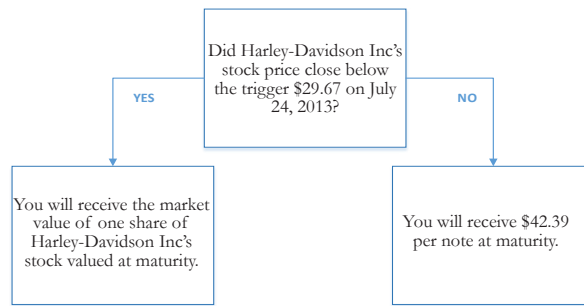 Did Harley-Davidson Inc's
stock price close below
the trigger $29.67 on July
24, 2013?
YES
NO
You will receive the market
value of one share of
Harley-Davidson Inc's
stock valued at maturity.
You will receive $42.39
per note at maturity.